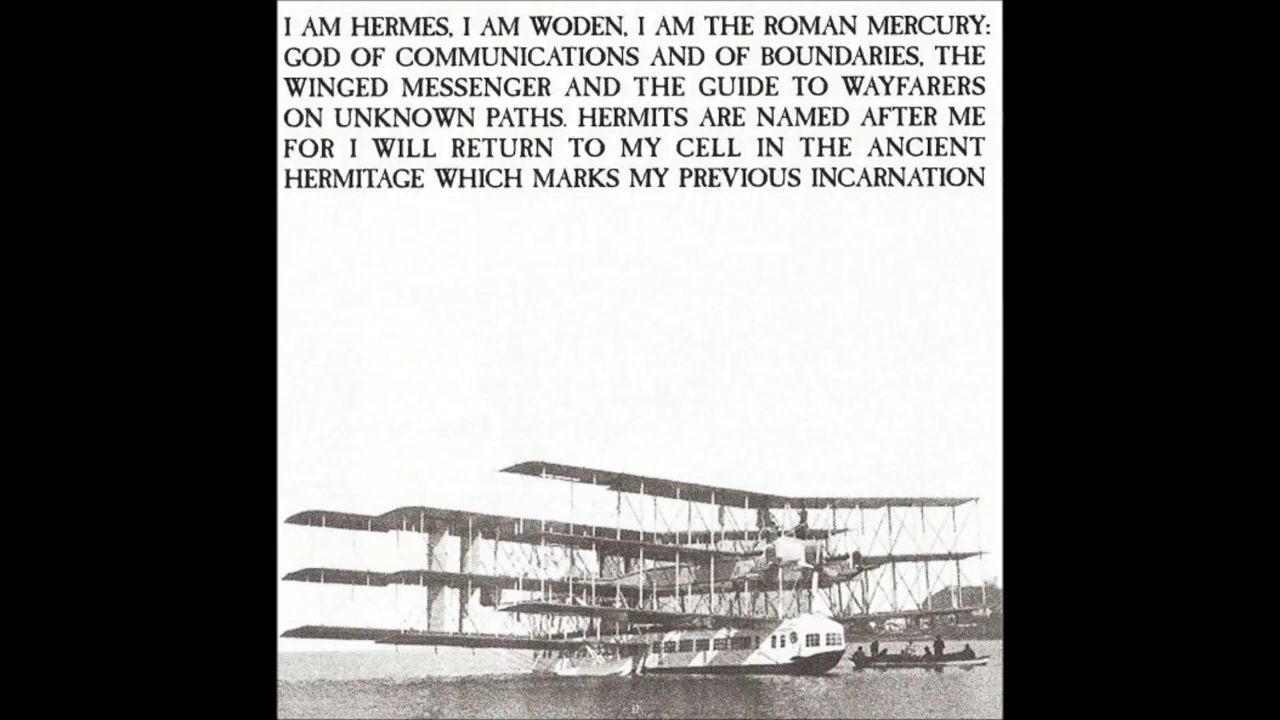 I AM HERMES, I AM WODEN, I AM THE ROMAN MERCURY:
GOD OF COMMUNICATIONS AND OF BOUNDARIES, THE
WINGED MESSENGER AND THE GUIDE TO WAYFARERS
ON UNKNOWN PATHS. HERMITS ARE NAMED AFTER ME
FOR I WILL RETURN TO MY CELL IN THE ANCIENT
HERMITAGE WHICH MARKS MY PREVIOUS INCARNATION